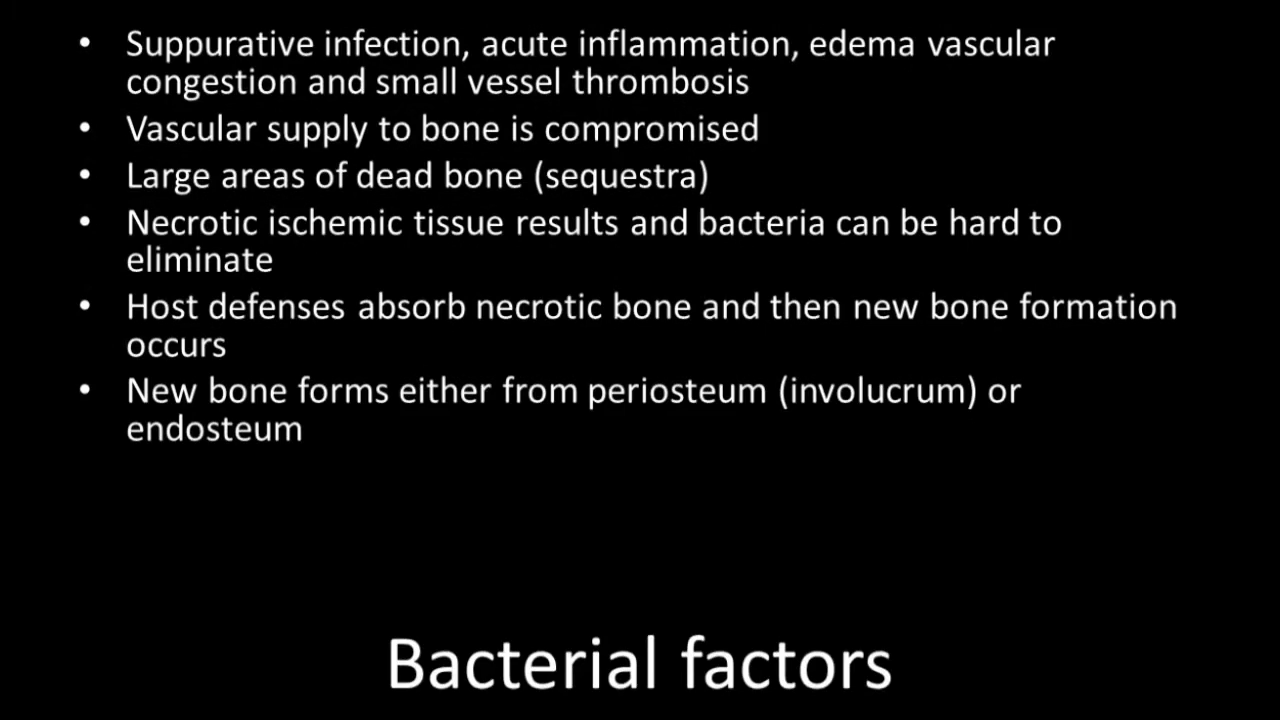 • Suppurative infection, acute inflammation, edema vascular
congestion and small vessel thrombosis
• Vascular supply to bone is compromised
• Large areas of dead bone (sequestra)
• Necrotic ischemic tissue results and bacteria can be hard to
eliminate
• Host defenses absorb necrotic bone and then new bone formation
occurs
• New bone forms either from periosteum (involucrum) or
endosteum
Bacterial factors